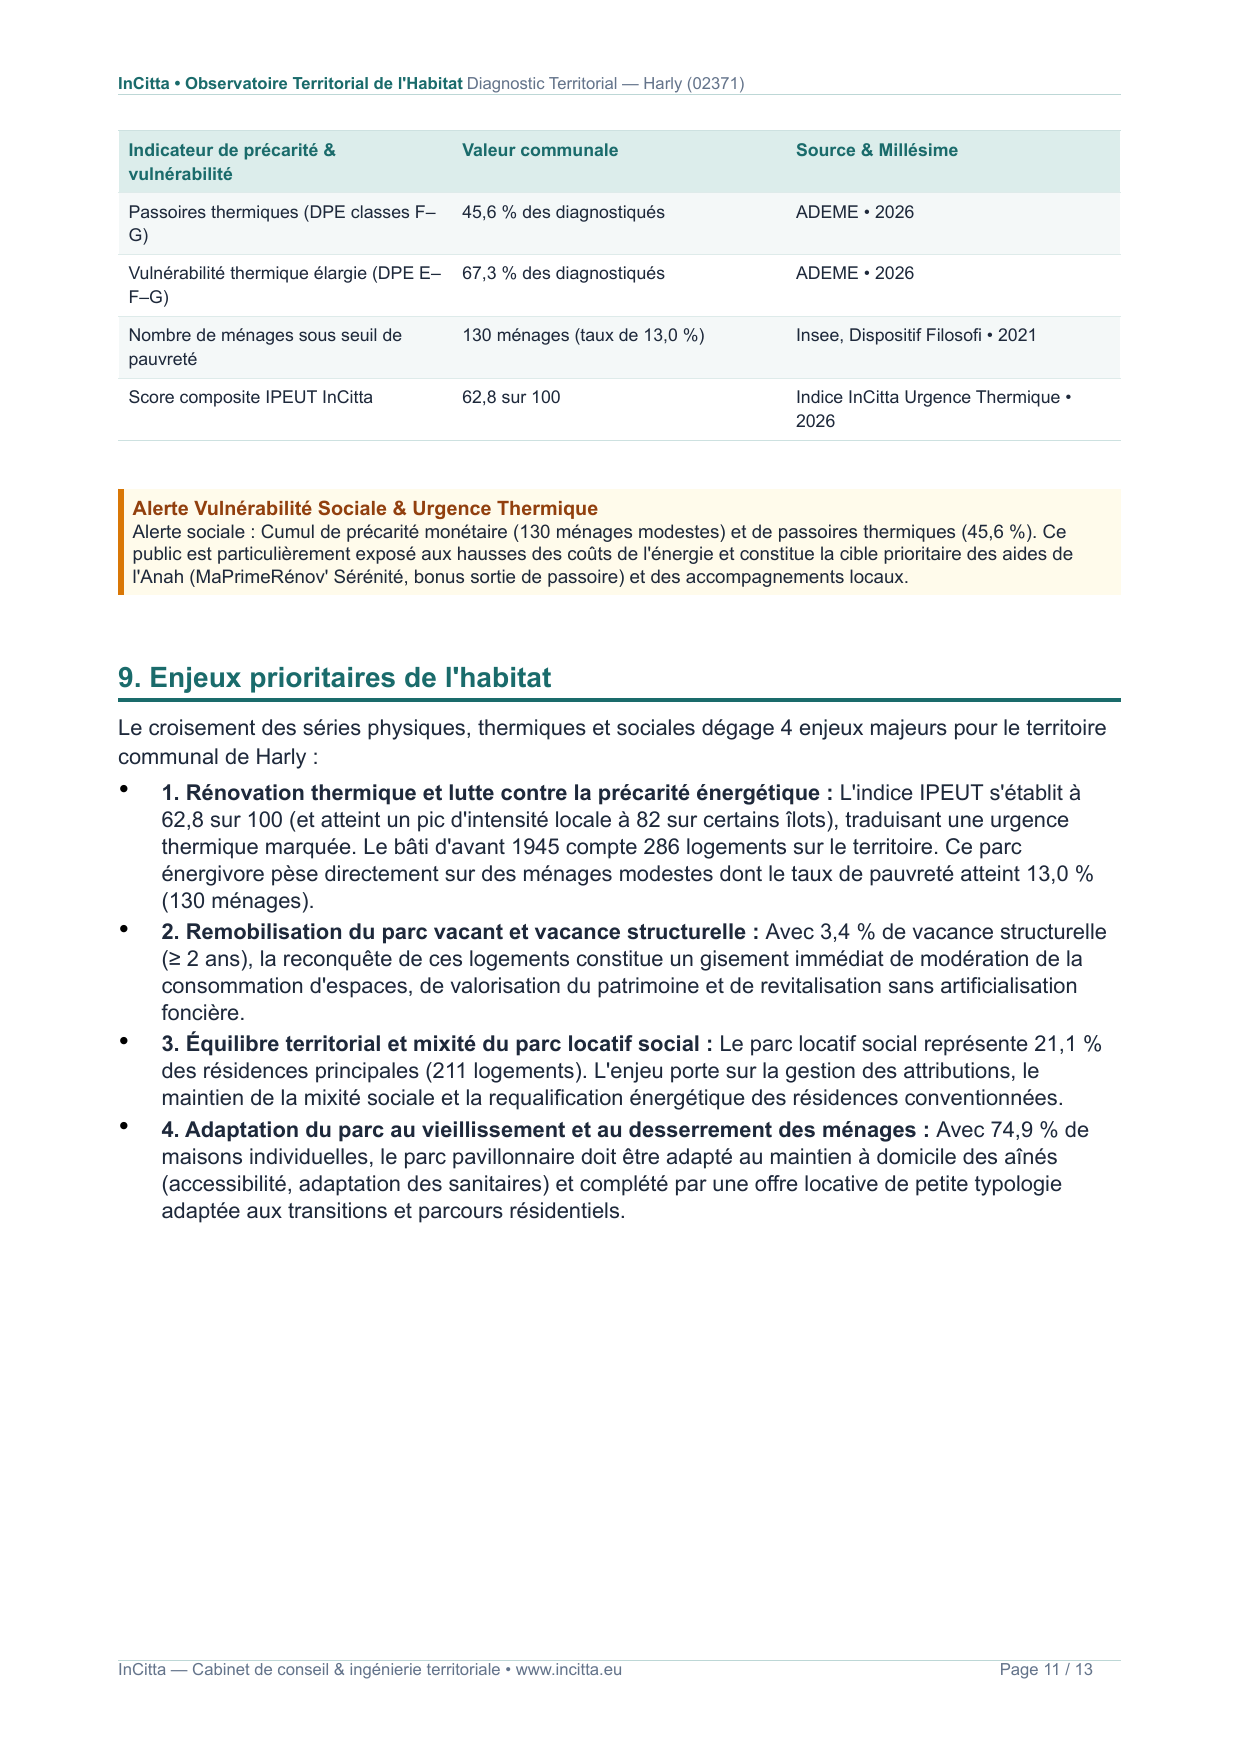 InCitta • Observatoire Territorial de l'Habitat Diagnostic Territorial — Harly (02371)
Indicateur de précarité &
vulnérabilité
Valeur communale
Source & Millésime
Passoires thermiques (DPE classes F–
G)
45,6 % des diagnostiqués
ADEME • 2026
Vulnérabilité thermique élargie (DPE E–
F–G)
67,3 % des diagnostiqués
ADEME • 2026
Nombre de ménages sous seuil de
pauvreté
130 ménages (taux de 13,0 %)
Insee, Dispositif Filosofi • 2021
Score composite IPEUT InCitta
62,8 sur 100
Indice InCitta Urgence Thermique •
2026
Alerte Vulnérabilité Sociale & Urgence Thermique
Alerte sociale : Cumul de précarité monétaire (130 ménages modestes) et de passoires thermiques (45,6 %). Ce
public est particulièrement exposé aux hausses des coûts de l'énergie et constitue la cible prioritaire des aides de
l'Anah (MaPrimeRénov' Sérénité, bonus sortie de passoire) et des accompagnements locaux.
9. Enjeux prioritaires de l'habitat
Le croisement des séries physiques, thermiques et sociales dégage 4 enjeux majeurs pour le territoire
communal de Harly :
• 1. Rénovation thermique et lutte contre la précarité énergétique : L'indice IPEUT s'établit à
62,8 sur 100 (et atteint un pic d'intensité locale à 82 sur certains îlots), traduisant une urgence
thermique marquée. Le bâti d'avant 1945 compte 286 logements sur le territoire. Ce parc
énergivore pèse directement sur des ménages modestes dont le taux de pauvreté atteint 13,0 %
(130 ménages).
• 2. Remobilisation du parc vacant et vacance structurelle : Avec 3,4 % de vacance structurelle
(≥ 2 ans), la reconquête de ces logements constitue un gisement immédiat de modération de la
consommation d'espaces, de valorisation du patrimoine et de revitalisation sans artificialisation
foncière.
• 3. Équilibre territorial et mixité du parc locatif social : Le parc locatif social représente 21,1 %
des résidences principales (211 logements). L'enjeu porte sur la gestion des attributions, le
maintien de la mixité sociale et la requalification énergétique des résidences conventionnées.
• 4. Adaptation du parc au vieillissement et au desserrement des ménages : Avec 74,9 % de
maisons individuelles, le parc pavillonnaire doit être adapté au maintien à domicile des aînés
(accessibilité, adaptation des sanitaires) et complété par une offre locative de petite typologie
adaptée aux transitions et parcours résidentiels.
InCitta — Cabinet de conseil & ingénierie territoriale • www.incitta.eu
Page 11 / 13